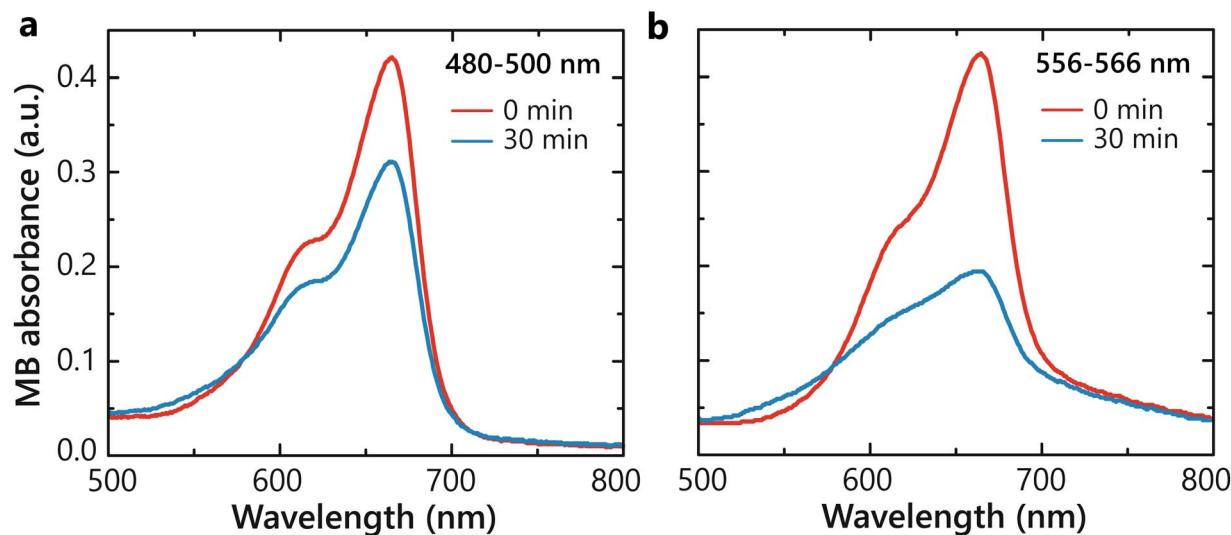 a
480-500 nm
0 min
30 min
MB absorbance (a.u.)
0.4
0.3
0.2
0.1
0.0
500 600 700 800
Wavelength (nm)
b
556-566 nm
0 min
30 min
500 600 700 800
Wavelength (nm)